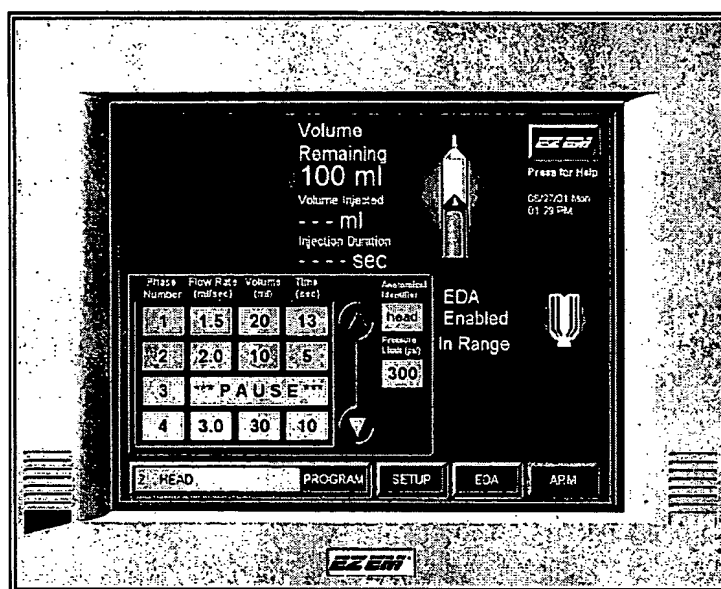 Volume
Remaining
100 ml
Volume Injected
--- ml
Injection Duration
---- sec
EZ EM
Press for Help
08/27/01 Mon
01:29 PM
Phase Number Flow Rate (ml/sec) Volume (ml) Time (sec)
1 1.5 20 13
2 2.0 10 5
3 *** P A U S E ***
4 3.0 30 10
Anatomical
Identifier
head
Pressure
Limit (psi)
300
EDA
Enabled
In Range
2 HEAD PROGRAM SETUP EDA ARM
EZ EM